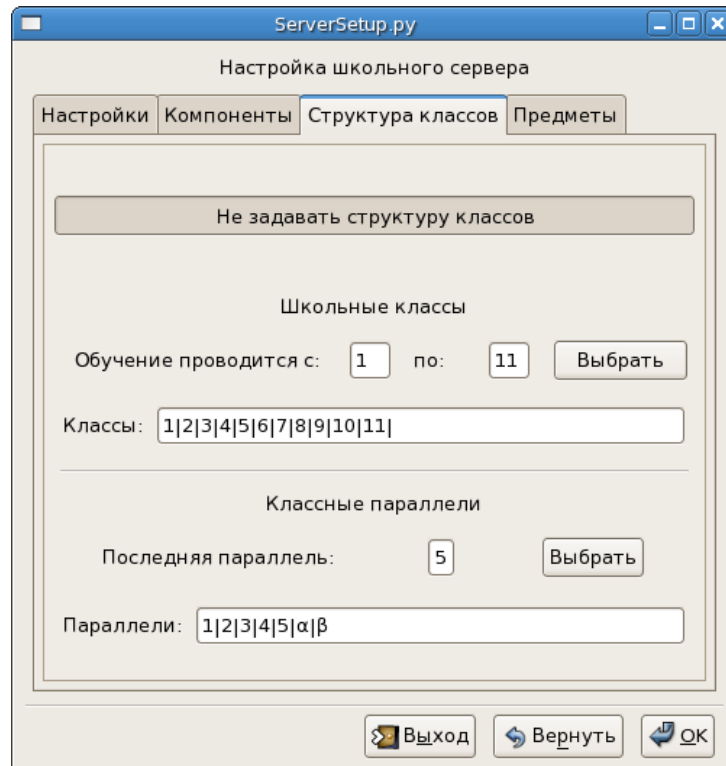 ServerSetup.py
Настройка школьного сервера
Настройки Компоненты Структура классов Предметы
Не задавать структуру классов
Школьные классы
Обучение проводится с: 1 по: 11 Выбрать
Классы: 1|2|3|4|5|6|7|8|9|10|11|
Классные параллели
Последняя параллель: 5 Выбрать
Параллели: 1|2|3|4|5|α|β
Выход Вернуть OK